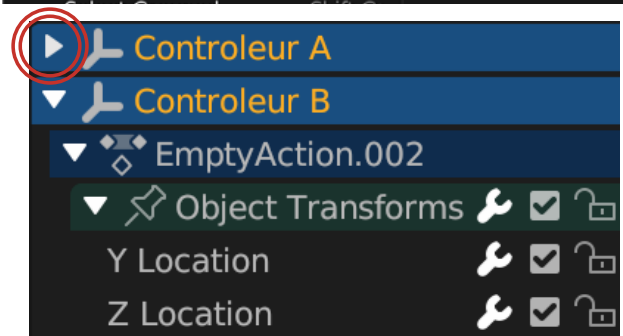 Controleur A
Controleur B
EmptyAction.002
Object Transforms
Y Location
Z Location